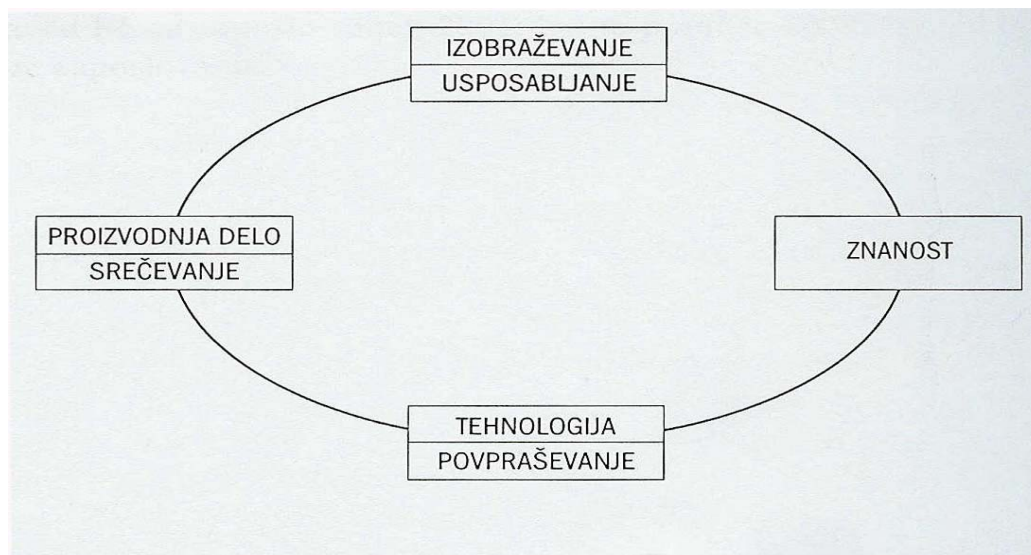 IZOBRAŽEVANJE
USPOSABLJANJE
PROIZVODNJA DELO
SREČEVANJE
ZNANOST
TEHNOLOGIJA
POVPRAŠEVANJE